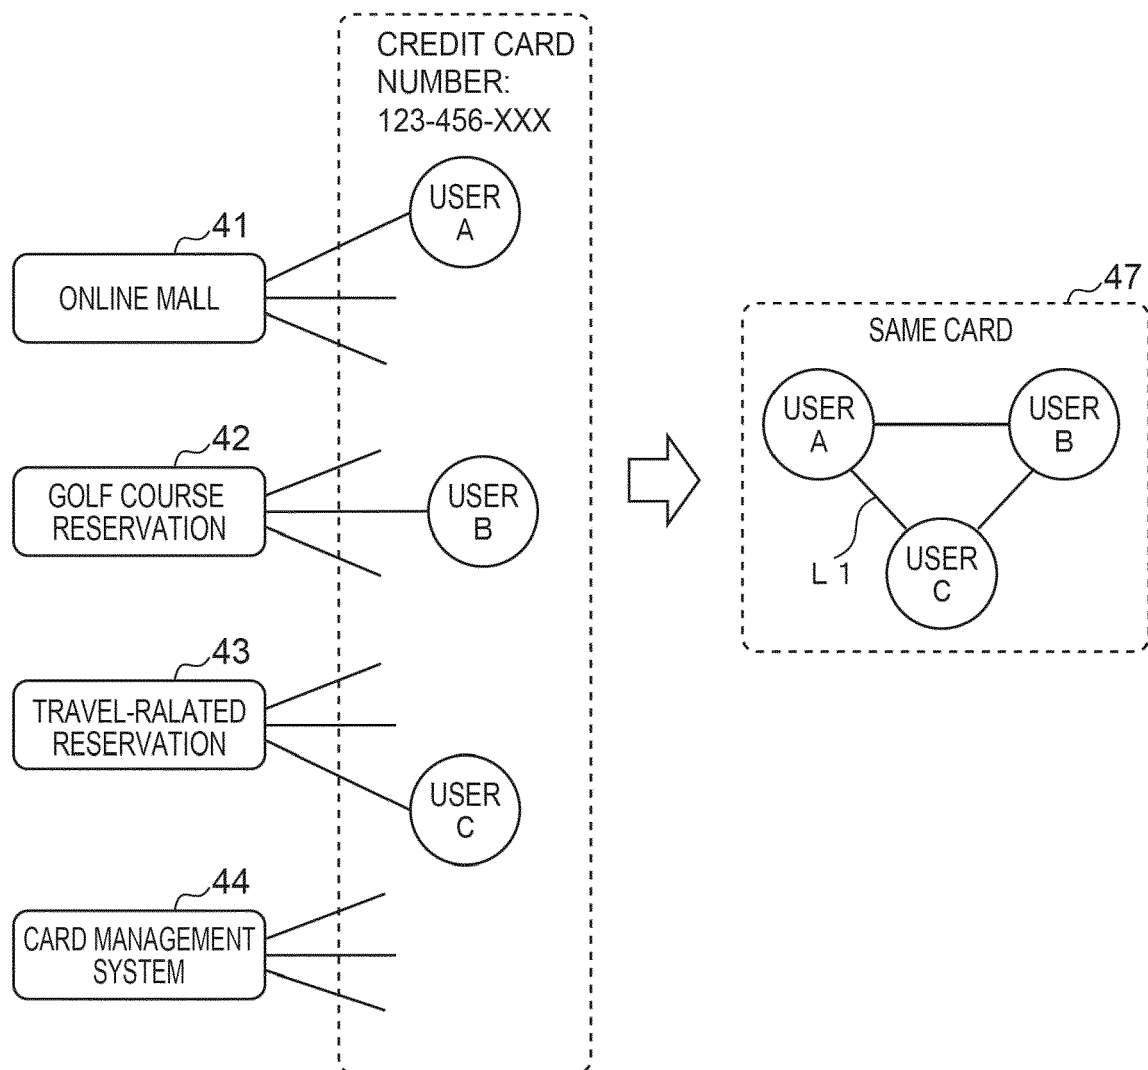 CREDIT CARD
NUMBER:
123-456-XXX
USER
A
41
ONLINE MALL
42
GOLF COURSE
RESERVATION
USER
B
43
TRAVEL-RALATED
RESERVATION
USER
C
44
CARD MANAGEMENT
SYSTEM
47
SAME CARD
USER
A
USER
B
L 1
USER
C